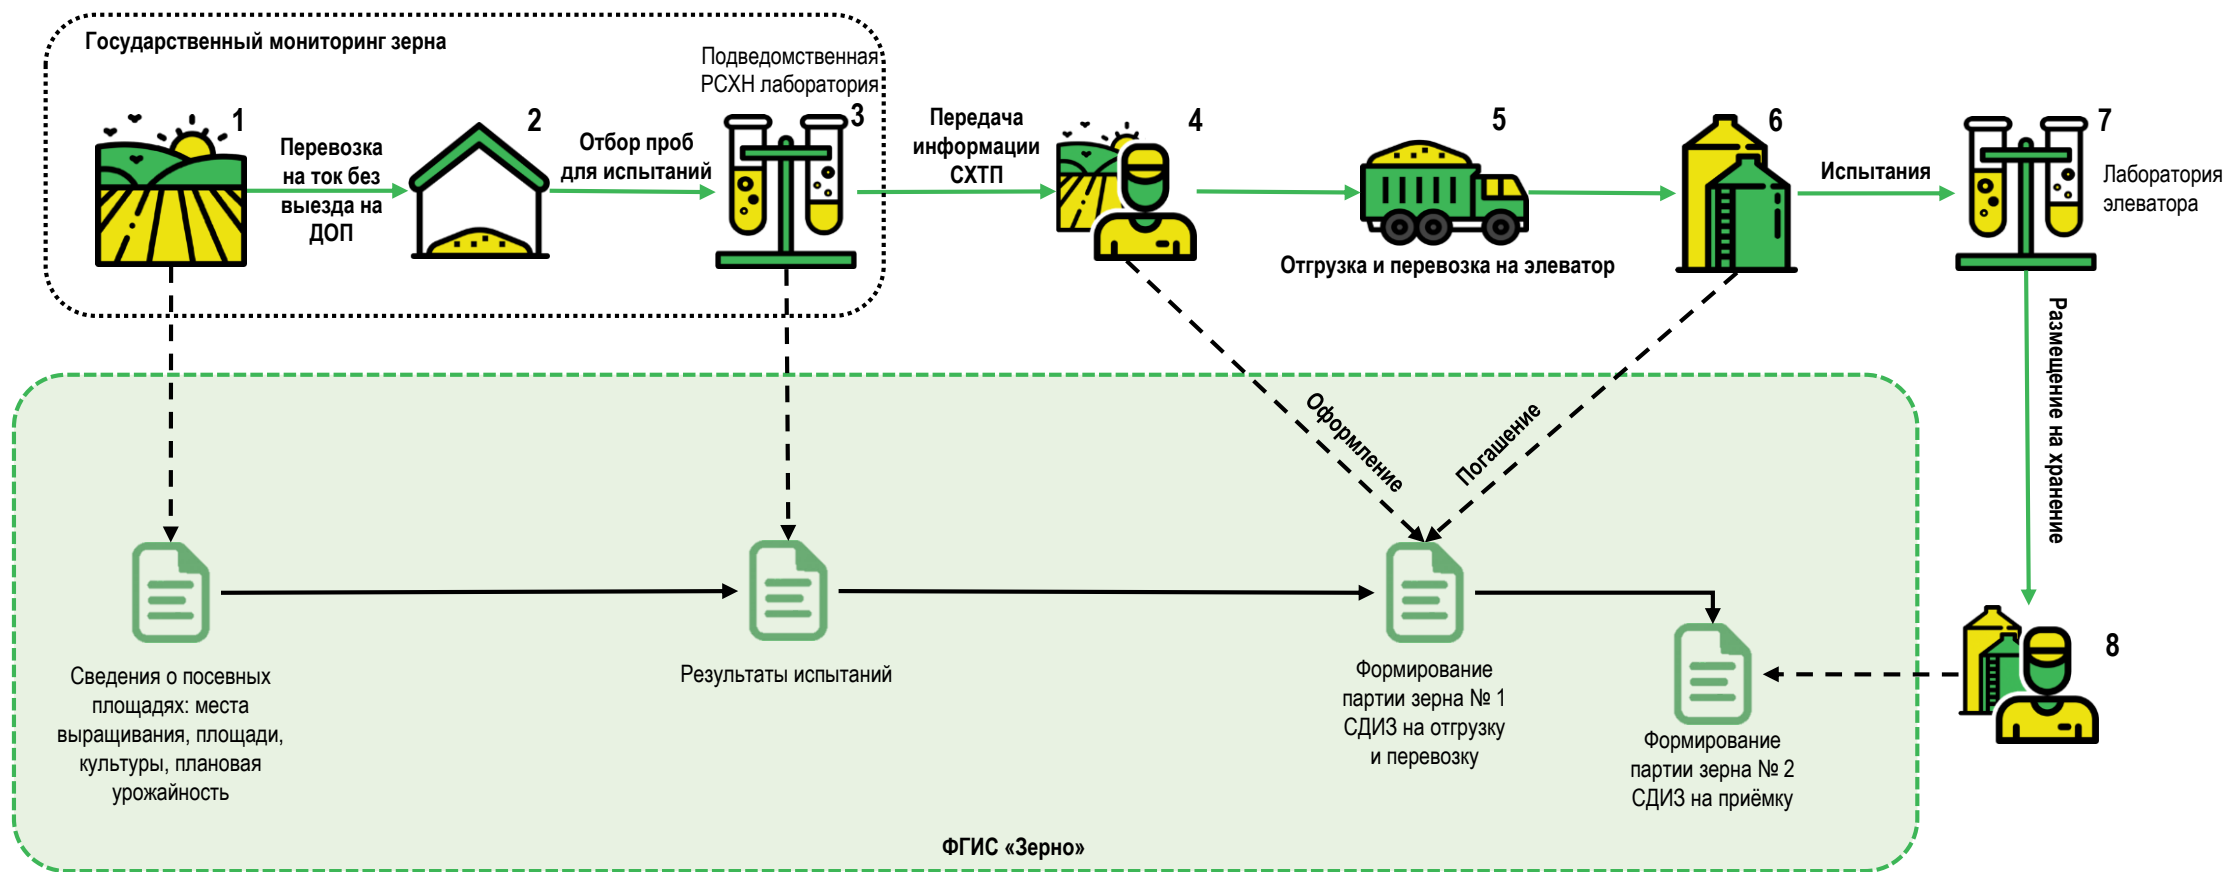 Государственный мониторинг зерна
Подведомственная
РСХН лаборатория
1
Перевозка
на ток без
выезда на
ДОП
2
Отбор проб
для испытаний
3
Передача
информации
СХТП
4
5
Отгрузка и перевозка на элеватор
6
Испытания
7
Лаборатория
элеватора
Размещение на хранение
8
Оформление
Погашение
Сведения о посевных
площадях: места
выращивания, площади,
культуры, плановая
урожайность
Результаты испытаний
Формирование
партии зерна № 1
СДИЗ на отгрузку
и перевозку
Формирование
партии зерна № 2
СДИЗ на приёмку
ФГИС «Зерно»